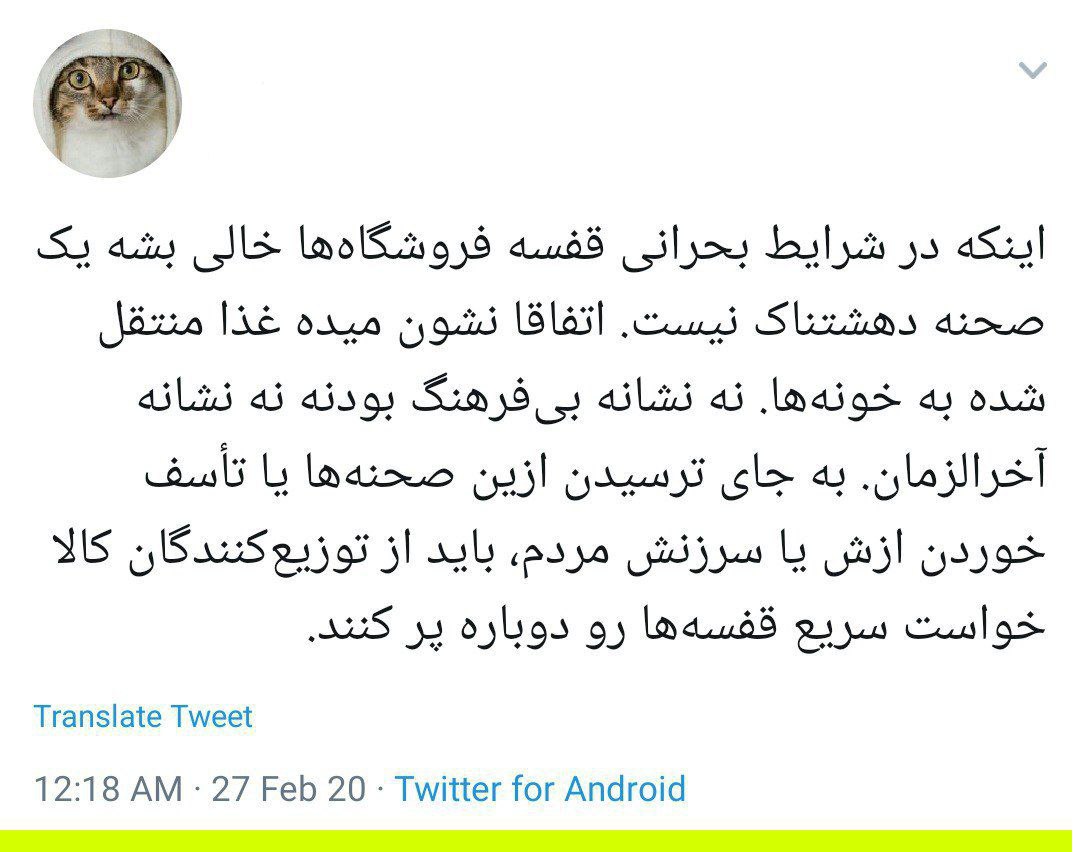 اینکه در شرایط بحرانی قفسه فروشگاه‌ها خالی بشه یک
صحنه دهشتناک نیست. اتفاقا نشون میده غذا منتقل
شده به خونه‌ها. نه نشانه بی‌فرهنگ بودنه نه نشانه
آخرالزمان. به جای ترسیدن ازین صحنه‌ها یا تأسف
خوردن ازش یا سرزنش مردم، باید از توزیع‌کنندگان کالا
خواست سریع قفسه‌ها رو دوباره پر کنند.
Translate Tweet
12:18 AM · 27 Feb 20 · Twitter for Android